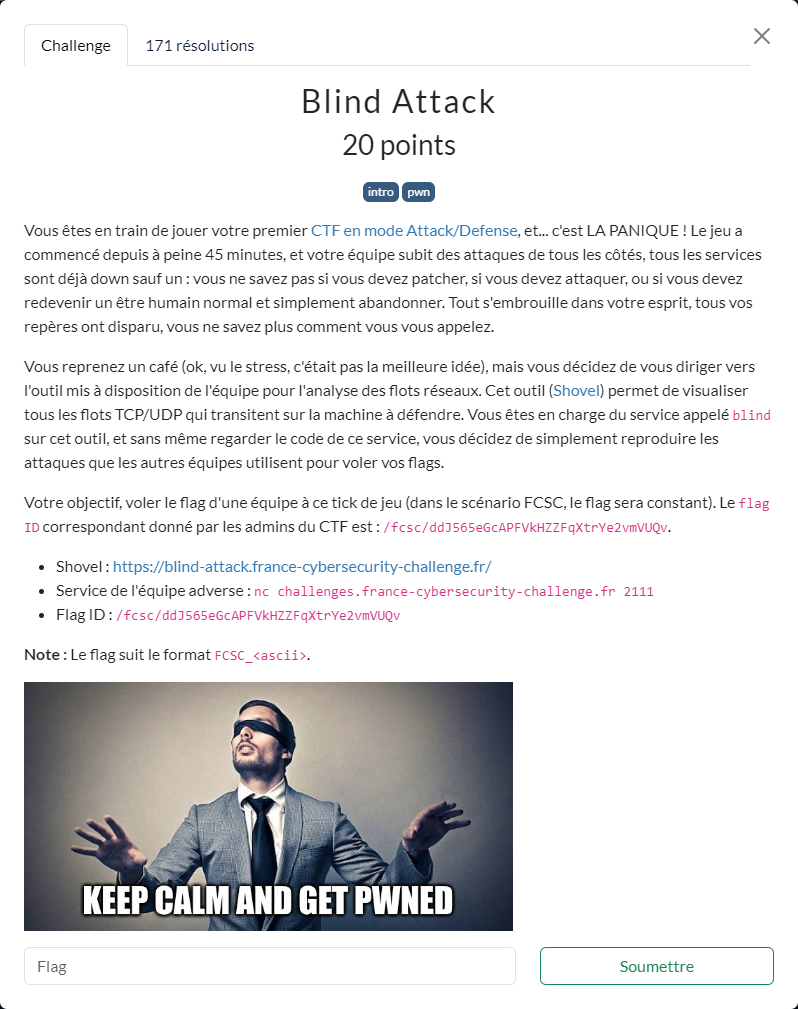 Challenge
171 résolutions
Blind Attack
20 points
intro pwn
Vous êtes en train de jouer votre premier CTF en mode Attack/Defense, et... c'est LA PANIQUE ! Le jeu a
commencé depuis à peine 45 minutes, et votre équipe subit des attaques de tous les côtés, tous les services
sont déjà down sauf un : vous ne savez pas si vous devez patcher, si vous devez attaquer, ou si vous devez
redevenir un être humain normal et simplement abandonner. Tout s'embrouille dans votre esprit, tous vos
repères ont disparu, vous ne savez plus comment vous vous appelez.
Vous reprenez un café (ok, vu le stress, c'était pas la meilleure idée), mais vous décidez de vous diriger vers
l'outil mis à disposition de l'équipe pour l'analyse des flots réseaux. Cet outil (Shovel) permet de visualiser
tous les flots TCP/UDP qui transitent sur la machine à défendre. Vous êtes en charge du service appelé blind
sur cet outil, et sans même regarder le code de ce service, vous décidez de simplement reproduire les
attaques que les autres équipes utilisent pour voler vos flags.
Votre objectif, voler le flag d'une équipe à ce tick de jeu (dans le scénario FCSC, le flag sera constant). Le flag
ID correspondant donné par les admins du CTF est : /fcsc/ddJ565eGcAPFVkHZZFqXtrYe2vmVUQv.
• Shovel : https://blind-attack.france-cybersecurity-challenge.fr/
• Service de l'équipe adverse : nc challenges.france-cybersecurity-challenge.fr 2111
• Flag ID : /fcsc/ddJ565eGcAPFVkHZZFqXtrYe2vmVUQv
Note : Le flag suit le format FCSC_<ascii>.
KEEP CALM AND GET PWNED
Flag
Soumettre